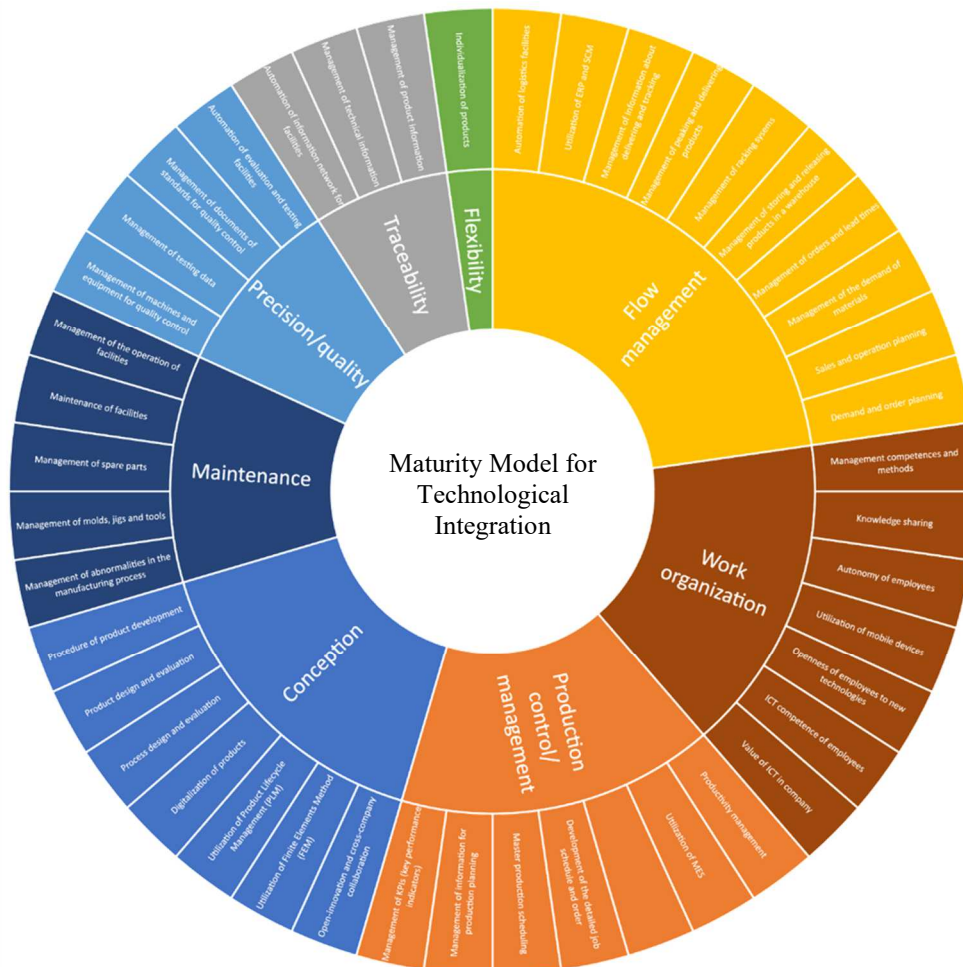 Maturity Model for
Technological
Integration
Flow
management
Automation of logistics facilities
Utilization of ERP and SCM
Management of information about
delivering and tracking
Management of peaking and delivering
products
Management of racking systems
Management of storing and releasing
products in a warehouse
Management of orders and lead times
Management of the demand of
materials
Sales and operation planning
Demand and order planning
Work
organization
Management competences and
methods
Knowledge sharing
Autonomy of employees
Utilization of mobile devices
Openness of employees to new
technologies
ICT competence of employees
Value of ICT in company
Production
control/
management
Productivity management
Utilization of MES
Development of the detailed job
schedule and order
Master production scheduling
Management of information for
production planning
Management of KPIs (key performance
indicators)
Conception
Open-innovation and cross-company
collaboration
Utilization of Finite Elements Method
(FEM)
Utilization of Product Lifecycle
Management (PLM)
Digitalization of products
Process design and evaluation
Product design and evaluation
Procedure of product development
Maintenance
Management of abnormalities in the
manufacturing process
Management of molds, jigs and tools
Management of spare parts
Maintenance of facilities
Management of the operation of
facilities
Precision/quality
Management of machines and
equipment for quality control
Management of testing data
Management of documents of
standards for quality control
Automation of evaluation and testing
facilities
Traceability
Automation of information network for
facilities
Management of technical information
Management of product information
Flexibility
Individualization of products